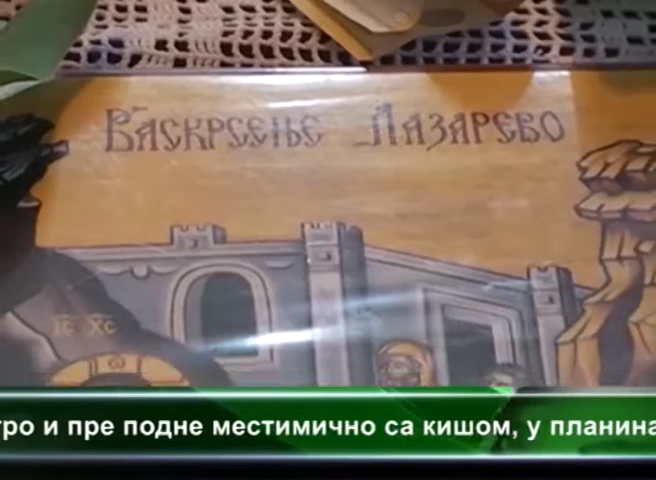 Васкрсење Лазарево
ІС ХС
ѡ
тро и пре подне местимично са кишом, у планина